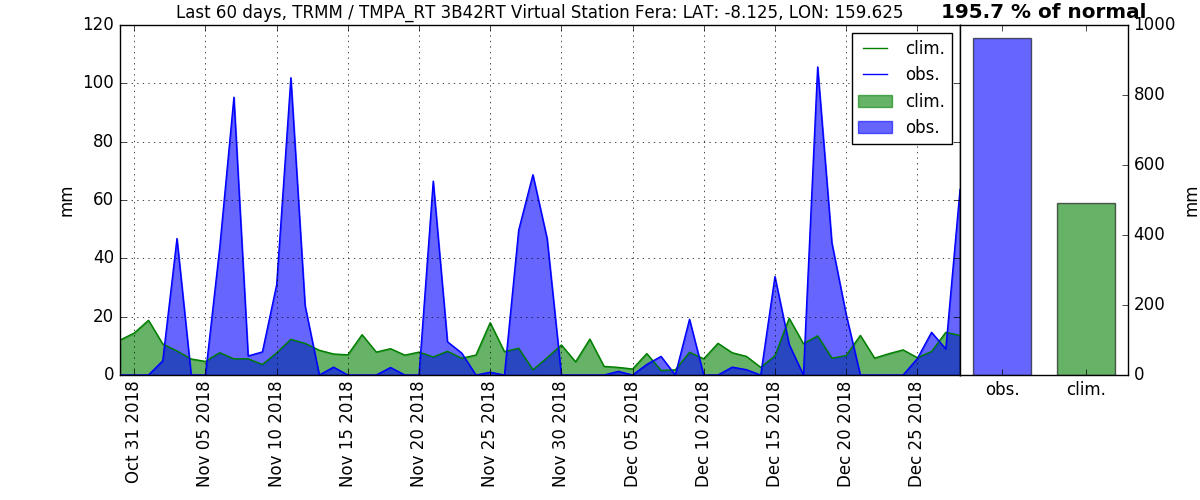 Last 60 days, TRMM / TMPA_RT 3B42RT Virtual Station Fera: LAT: -8.125, LON: 159.625
195.7 % of normal
120
100
80
60
40
20
0
mm
clim.
obs.
clim.
obs.
Oct 31 2018
Nov 05 2018
Nov 10 2018
Nov 15 2018
Nov 20 2018
Nov 25 2018
Nov 30 2018
Dec 05 2018
Dec 10 2018
Dec 15 2018
Dec 20 2018
Dec 25 2018
1000
800
600
400
200
0
mm
obs.
clim.